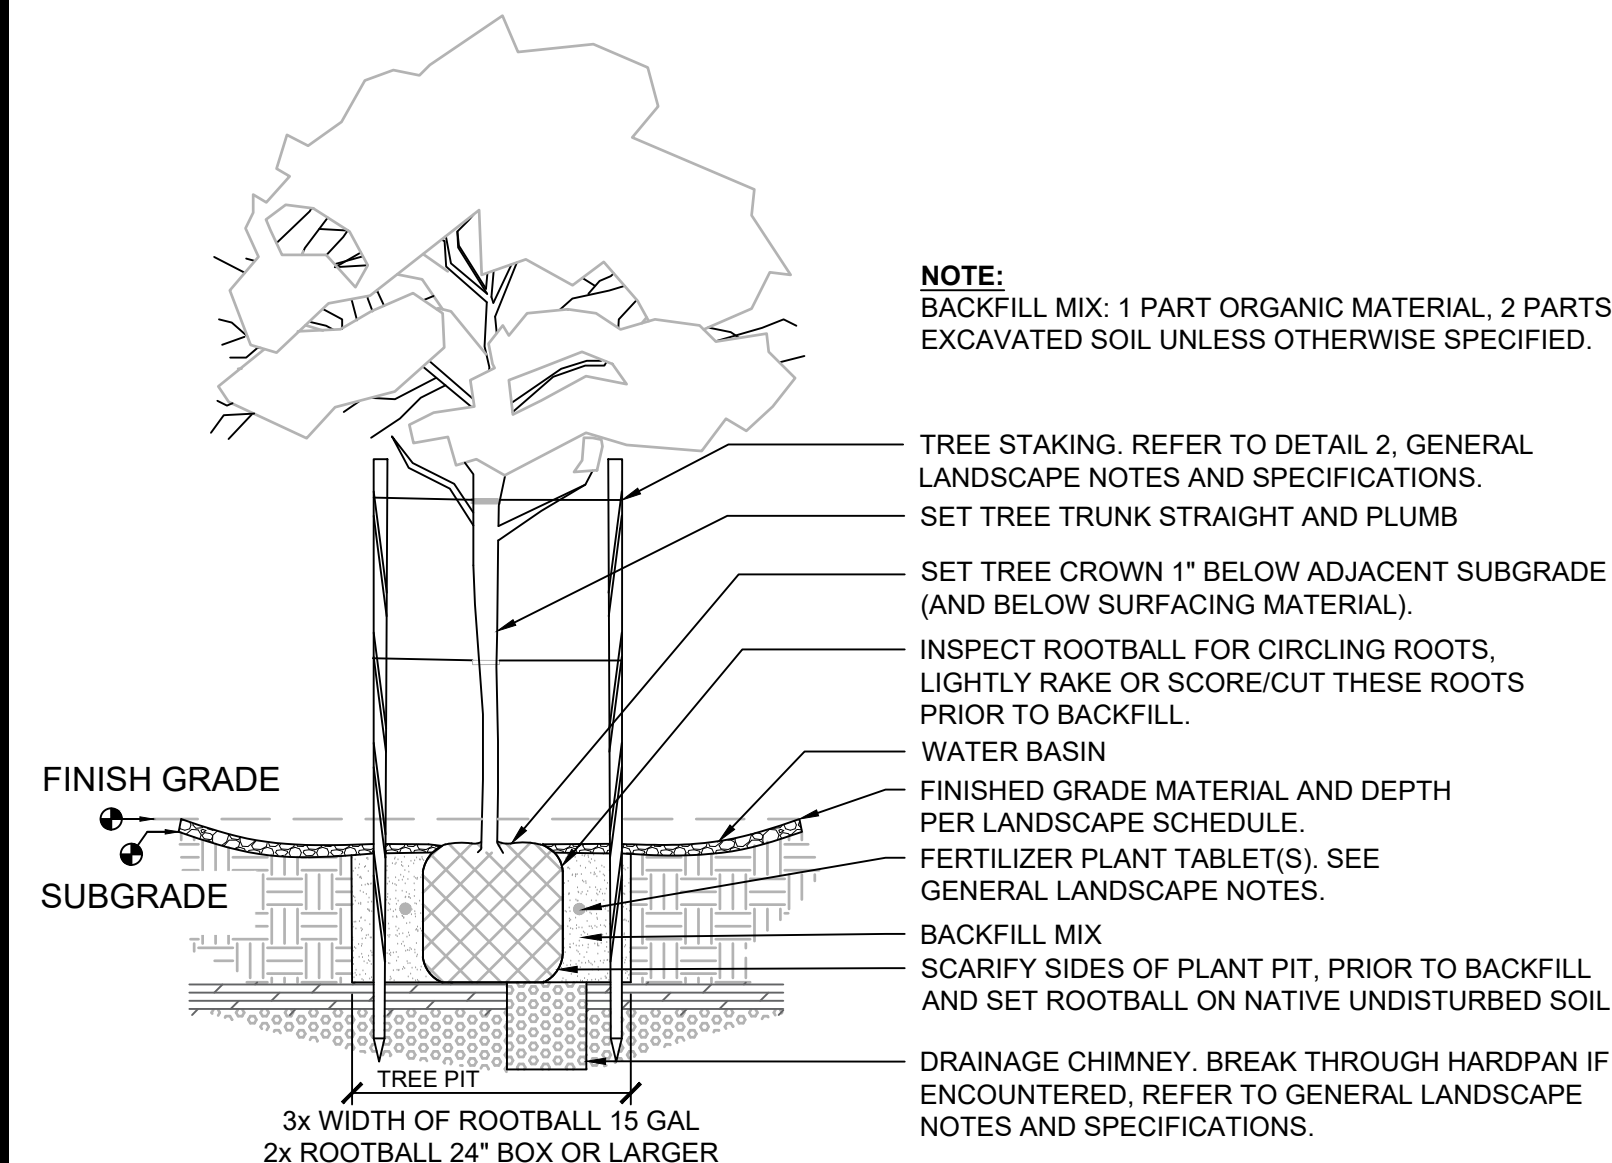 NOTE:
BACKFILL MIX: 1 PART ORGANIC MATERIAL, 2 PARTS
EXCAVATED SOIL UNLESS OTHERWISE SPECIFIED.
TREE STAKING. REFER TO DETAIL 2, GENERAL
LANDSCAPE NOTES AND SPECIFICATIONS.
SET TREE TRUNK STRAIGHT AND PLUMB
SET TREE CROWN 1" BELOW ADJACENT SUBGRADE
(AND BELOW SURFACING MATERIAL).
INSPECT ROOTBALL FOR CIRCLING ROOTS,
LIGHTLY RAKE OR SCORE/CUT THESE ROOTS
PRIOR TO BACKFILL.
WATER BASIN
FINISHED GRADE MATERIAL AND DEPTH
PER LANDSCAPE SCHEDULE.
FERTILIZER PLANT TABLET(S). SEE
GENERAL LANDSCAPE NOTES.
BACKFILL MIX
SCARIFY SIDES OF PLANT PIT, PRIOR TO BACKFILL
AND SET ROOTBALL ON NATIVE UNDISTURBED SOIL
DRAINAGE CHIMNEY. BREAK THROUGH HARDPAN IF
ENCOUNTERED, REFER TO GENERAL LANDSCAPE
NOTES AND SPECIFICATIONS.
FINISH GRADE
SUBGRADE
TREE PIT
3x WIDTH OF ROOTBALL 15 GAL
2x ROOTBALL 24" BOX OR LARGER